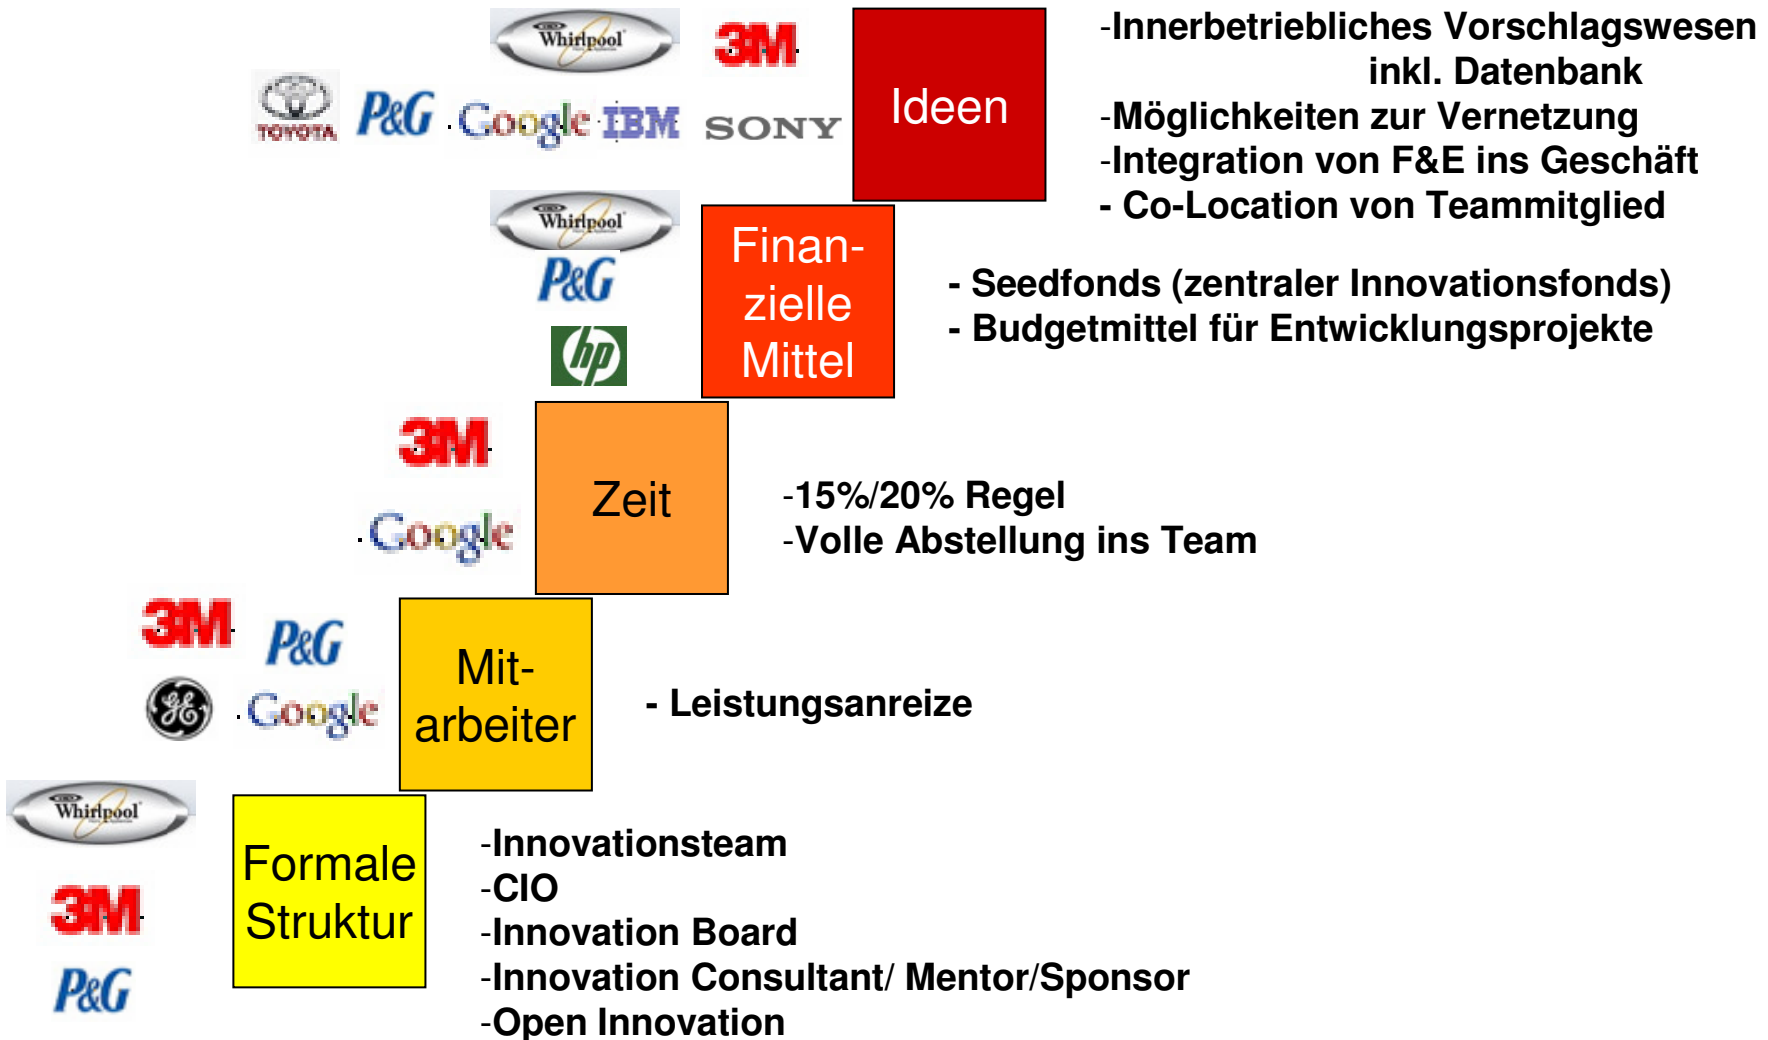 Whirlpool
3M
TOYOTA
P&G
Google
IBM
SONY
Ideen
-Innerbetriebliches Vorschlagswesen
inkl. Datenbank
-Möglichkeiten zur Vernetzung
-Integration von F&E ins Geschäft
- Co-Location von Teammitglied
Whirlpool
P&G
hp
Finan-
zielle
Mittel
- Seedfonds (zentraler Innovationsfonds)
- Budgetmittel für Entwicklungsprojekte
3M
Google
Zeit
-15%/20% Regel
-Volle Abstellung ins Team
3M
P&G
GE
Google
Mit-
arbeiter
- Leistungsanreize
Whirlpool
3M
P&G
Formale
Struktur
-Innovationsteam
-CIO
-Innovation Board
-Innovation Consultant/ Mentor/Sponsor
-Open Innovation